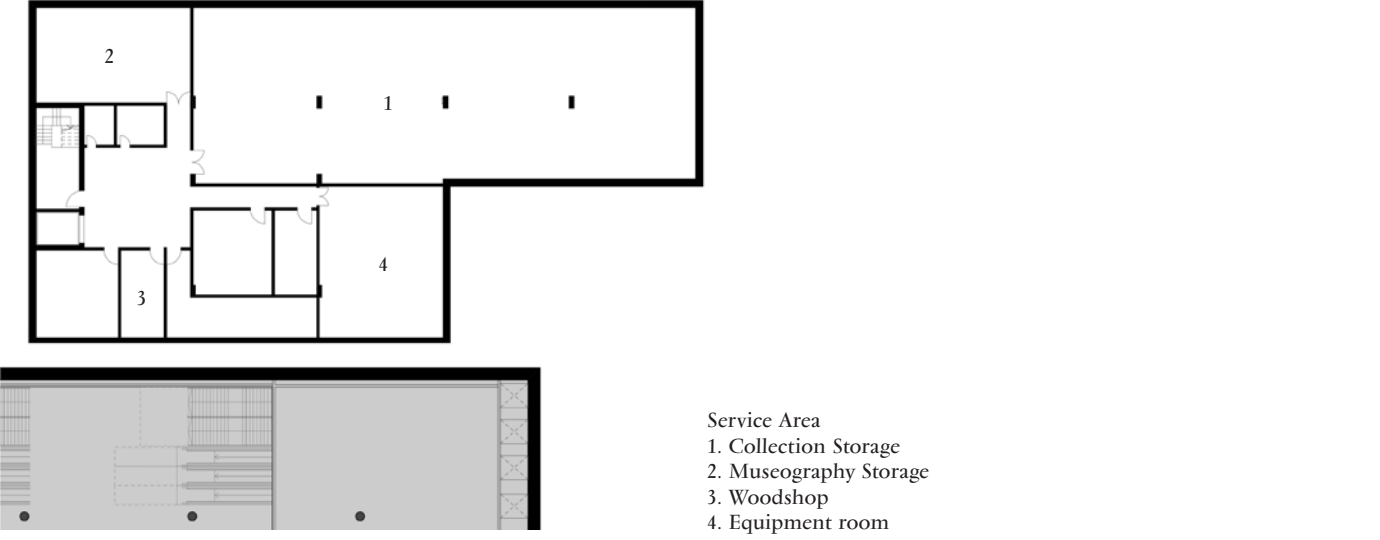 2
1
4
3
Service Area
1. Collection Storage
2. Museography Storage
3. Woodshop
4. Equipment room